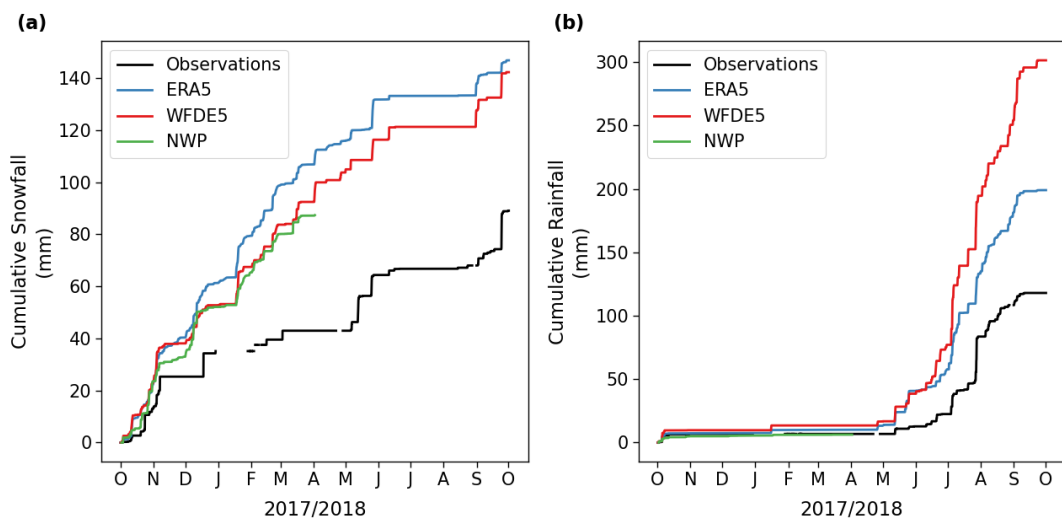 (a)
Cumulative Snowfall
(mm)
140
120
100
80
60
40
20
0
Observations
ERA5
WFDE5
NWP
O N D J F M A M J J A S O
2017/2018
(b)
Cumulative Rainfall
(mm)
300
250
200
150
100
50
0
Observations
ERA5
WFDE5
NWP
O N D J F M A M J J A S O
2017/2018